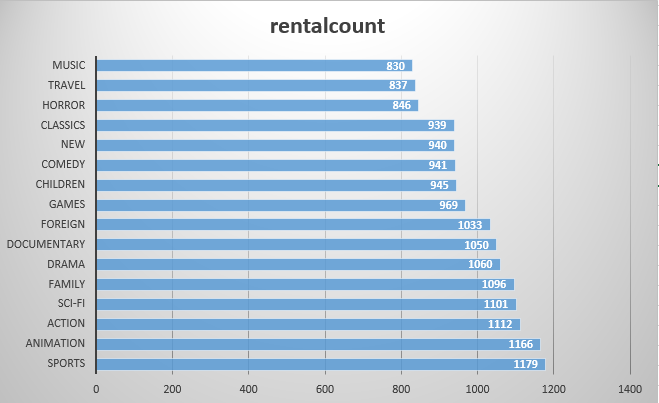 rentalcount
MUSIC 830
TRAVEL 837
HORROR 846
CLASSICS 939
NEW 940
COMEDY 941
CHILDREN 945
GAMES 969
FOREIGN 1033
DOCUMENTARY 1050
DRAMA 1060
FAMILY 1096
SCI-FI 1101
ACTION 1112
ANIMATION 1166
SPORTS 1179
0 200 400 600 800 1000 1200 1400